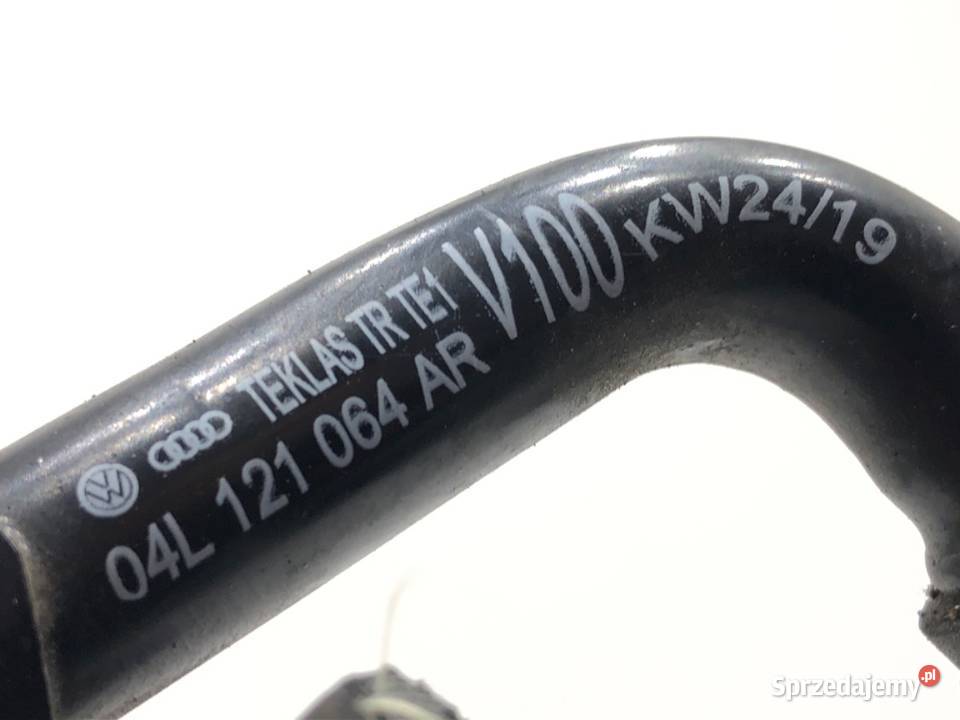 TEKLAS TR TE1 V100 KW24/19
04L 121 064 AR
Sprzedajemy.pl